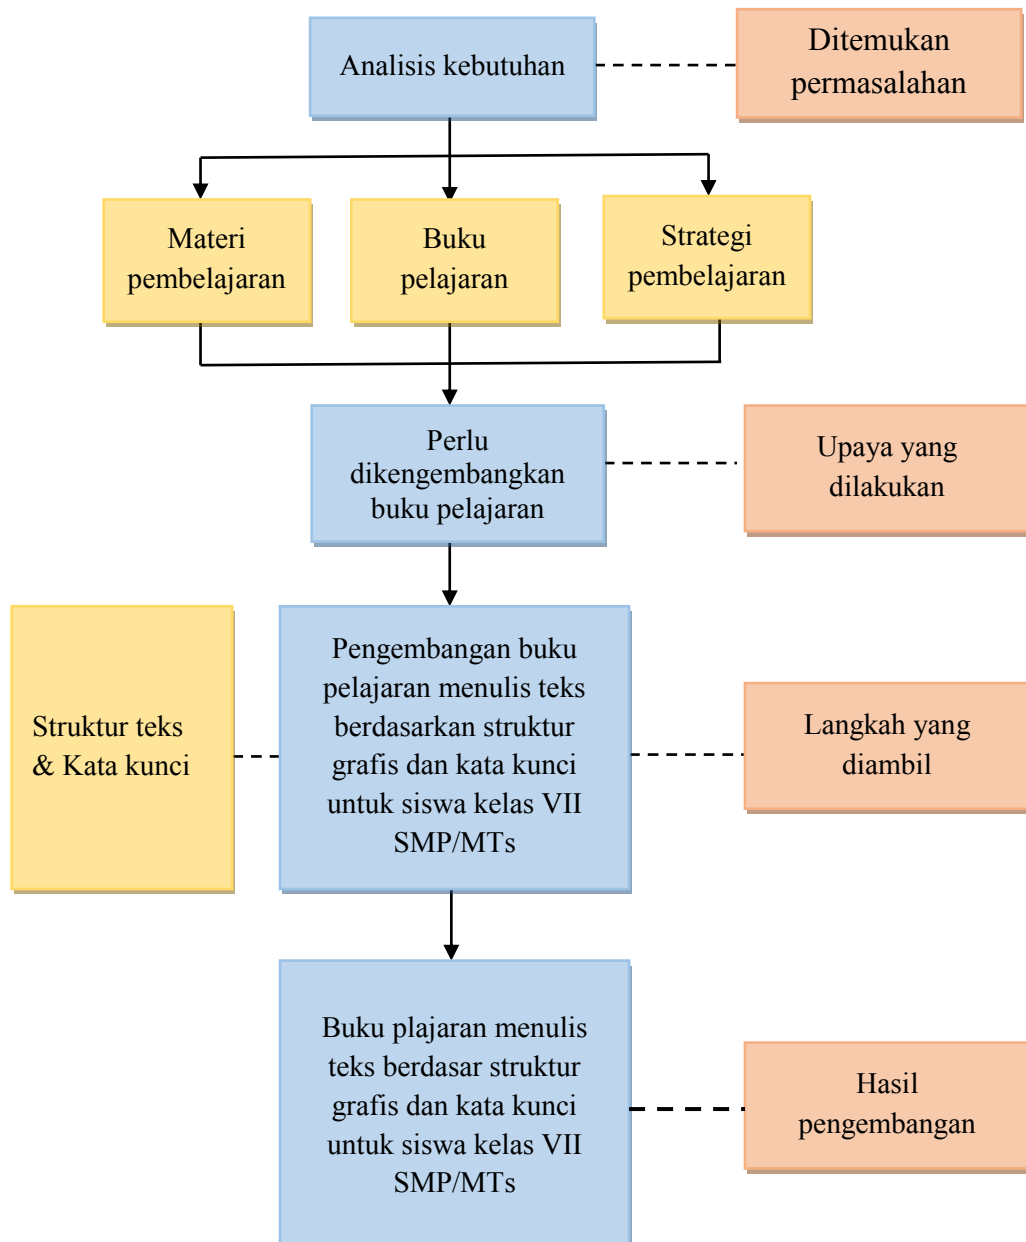 Analisis kebutuhan
Ditemukan
permasalahan
Materi
pembelajaran
Buku
pelajaran
Strategi
pembelajaran
Perlu
dikengembangkan
buku pelajaran
Upaya yang
dilakukan
Struktur teks
& Kata kunci
Pengembangan buku
pelajaran menulis teks
berdasarkan struktur
grafis dan kata kunci
untuk siswa kelas VII
SMP/MTs
Langkah yang
diambil
Buku plajaran menulis
teks berdasar struktur
grafis dan kata kunci
untuk siswa kelas VII
SMP/MTs
Hasil
pengembangan